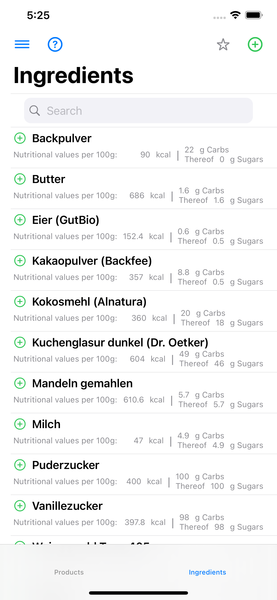 5:25
?
Ingredients
Search
Backpulver
Nutritional values per 100g: 90 kcal | 22 g Carbs
Thereof 0 g Sugars
Butter
Nutritional values per 100g: 686 kcal | 1.6 g Carbs
Thereof 1.6 g Sugars
Eier (GutBio)
Nutritional values per 100g: 152.4 kcal | 0.6 g Carbs
Thereof 0.5 g Sugars
Kakaopulver (Backfee)
Nutritional values per 100g: 357 kcal | 8.8 g Carbs
Thereof 0.5 g Sugars
Kokosmehl (Alnatura)
Nutritional values per 100g: 360 kcal | 20 g Carbs
Thereof 18 g Sugars
Kuchenglasur dunkel (Dr. Oetker)
Nutritional values per 100g: 604 kcal | 49 g Carbs
Thereof 46 g Sugars
Mandeln gemahlen
Nutritional values per 100g: 610.6 kcal | 5.7 g Carbs
Thereof 5.7 g Sugars
Milch
Nutritional values per 100g: 47 kcal | 4.9 g Carbs
Thereof 4.9 g Sugars
Puderzucker
Nutritional values per 100g: 400 kcal | 100 g Carbs
Thereof 100 g Sugars
Vanillezucker
Nutritional values per 100g: 397.8 kcal | 98 g Carbs
Thereof 98 g Sugars
Products
Ingredients